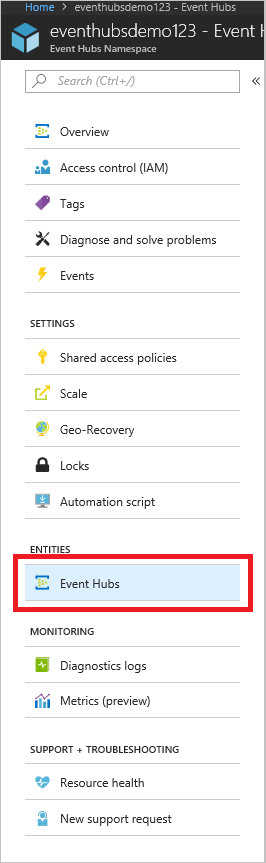 Home > eventhubsdemo123 - Event Hubs
eventhubsdemo123 - Event H
Event Hubs Namespace
Search (Ctrl+/)
«
Overview
Access control (IAM)
Tags
Diagnose and solve problems
Events
SETTINGS
Shared access policies
Scale
Geo-Recovery
Locks
Automation script
ENTITIES
Event Hubs
MONITORING
Diagnostics logs
Metrics (preview)
SUPPORT + TROUBLESHOOTING
Resource health
New support request